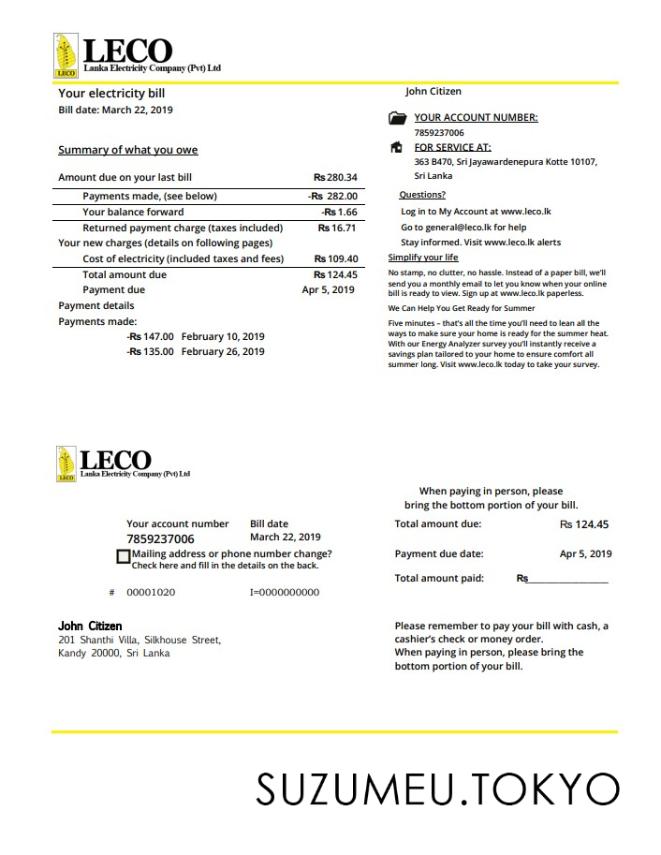 LECO
LECO
Lanka Electricity Company (Pvt) Ltd
Your electricity bill
Bill date: March 22, 2019
Summary of what you owe
Amount due on your last bill Rs 280.34
Payments made, (see below) -Rs 282.00
Your balance forward -Rs 1.66
Returned payment charge (taxes included) Rs 16.71
Your new charges (details on following pages)
Cost of electricity (included taxes and fees) Rs 109.40
Total amount due Rs 124.45
Payment due Apr 5, 2019
Payment details
Payments made:
-Rs 147.00 February 10, 2019
-Rs 135.00 February 26, 2019
John Citizen
YOUR ACCOUNT NUMBER:
7859237006
FOR SERVICE AT:
363 B470, Sri Jayawardenepura Kotte 10107,
Sri Lanka
Questions?
Log in to My Account at www.leco.lk
Go to general@leco.lk for help
Stay informed. Visit www.leco.lk alerts
Simplify your life
No stamp, no clutter, no hassle. Instead of a paper bill, we'll
send you a monthly email to let you know when your online
bill is ready to view. Sign up at www.leco.lk paperless.
We Can Help You Get Ready for Summer
Five minutes – that's all the time you'll need to lean all the
ways to make sure your home is ready for the summer heat.
With our Energy Analyzer survey you'll instantly receive a
savings plan tailored to your home to ensure comfort all
summer long. Visit www.leco.lk today to take your survey.
LECO
LECO
Lanka Electricity Company (Pvt) Ltd
Your account number Bill date
7859237006 March 22, 2019
Mailing address or phone number change?
Check here and fill in the details on the back.
# 00001020 I=0000000000
John Citizen
201 Shanthi Villa, Silkhouse Street,
Kandy 20000, Sri Lanka
When paying in person, please
bring the bottom portion of your bill.
Total amount due: Rs 124.45
Payment due date: Apr 5, 2019
Total amount paid: Rs
Please remember to pay your bill with cash, a
cashier's check or money order.
When paying in person, please bring the
bottom portion of your bill.
SUZUMEU.TOKYO